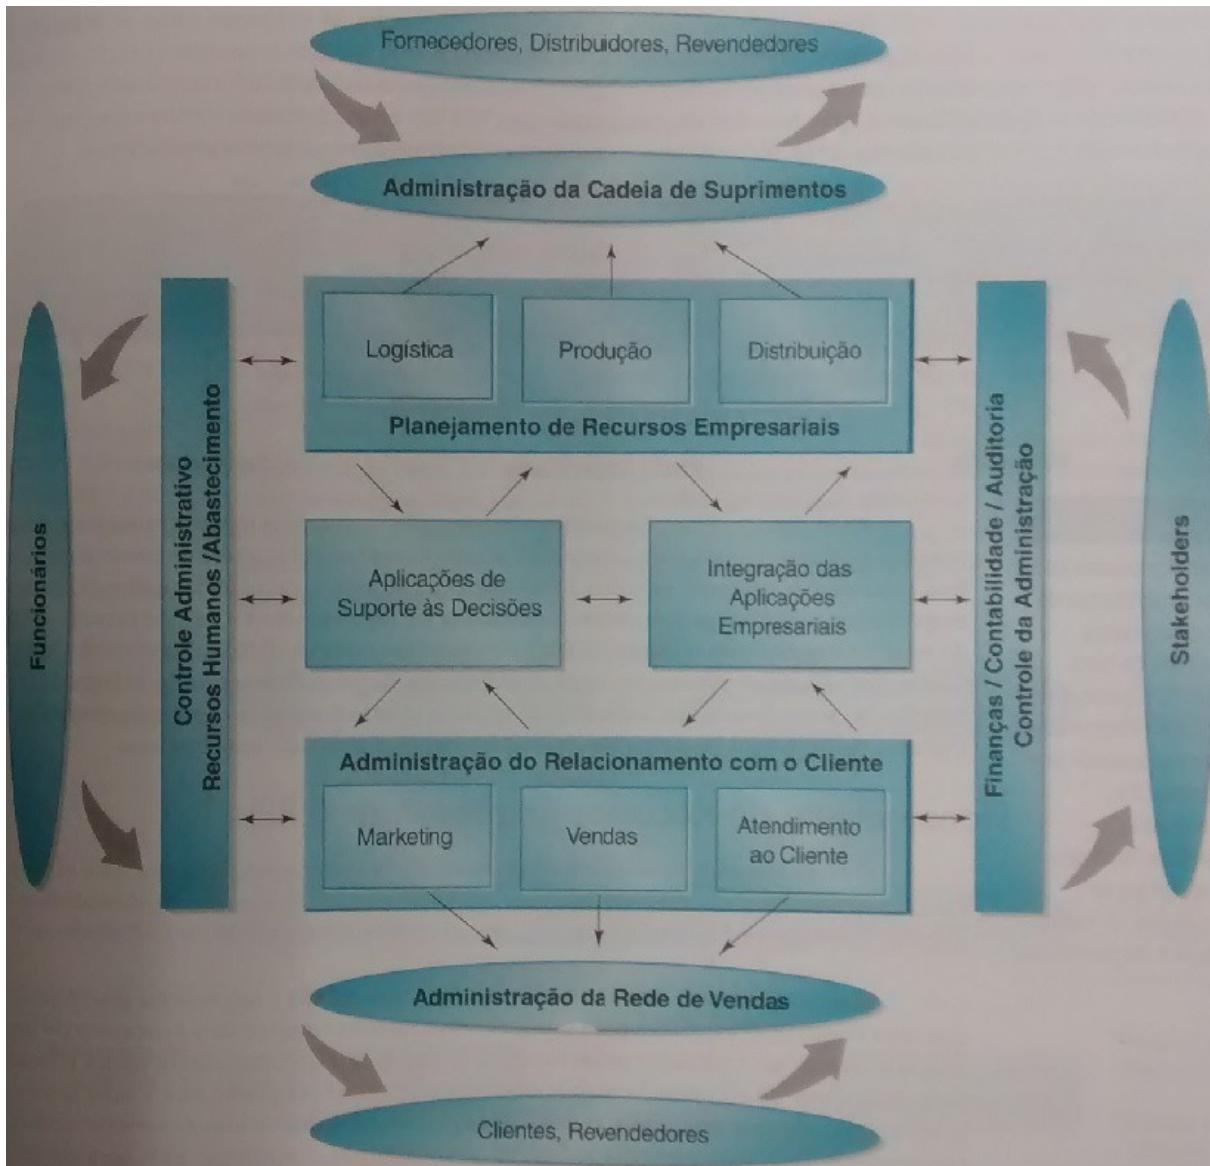 Fornecedores, Distribuidores, Revendedores
Administração da Cadeia de Suprimentos
Logística
Produção
Distribuição
Planejamento de Recursos Empresariais
Funcionários
Controle Administrativo
Recursos Humanos /Abastecimento
Aplicações de
Suporte às Decisões
Integração das
Aplicações
Empresariais
Finanças / Contabilidade / Auditoria
Controle da Administração
Stakeholders
Administração do Relacionamento com o Cliente
Marketing
Vendas
Atendimento
ao Cliente
Administração da Rede de Vendas
Clientes, Revendedores